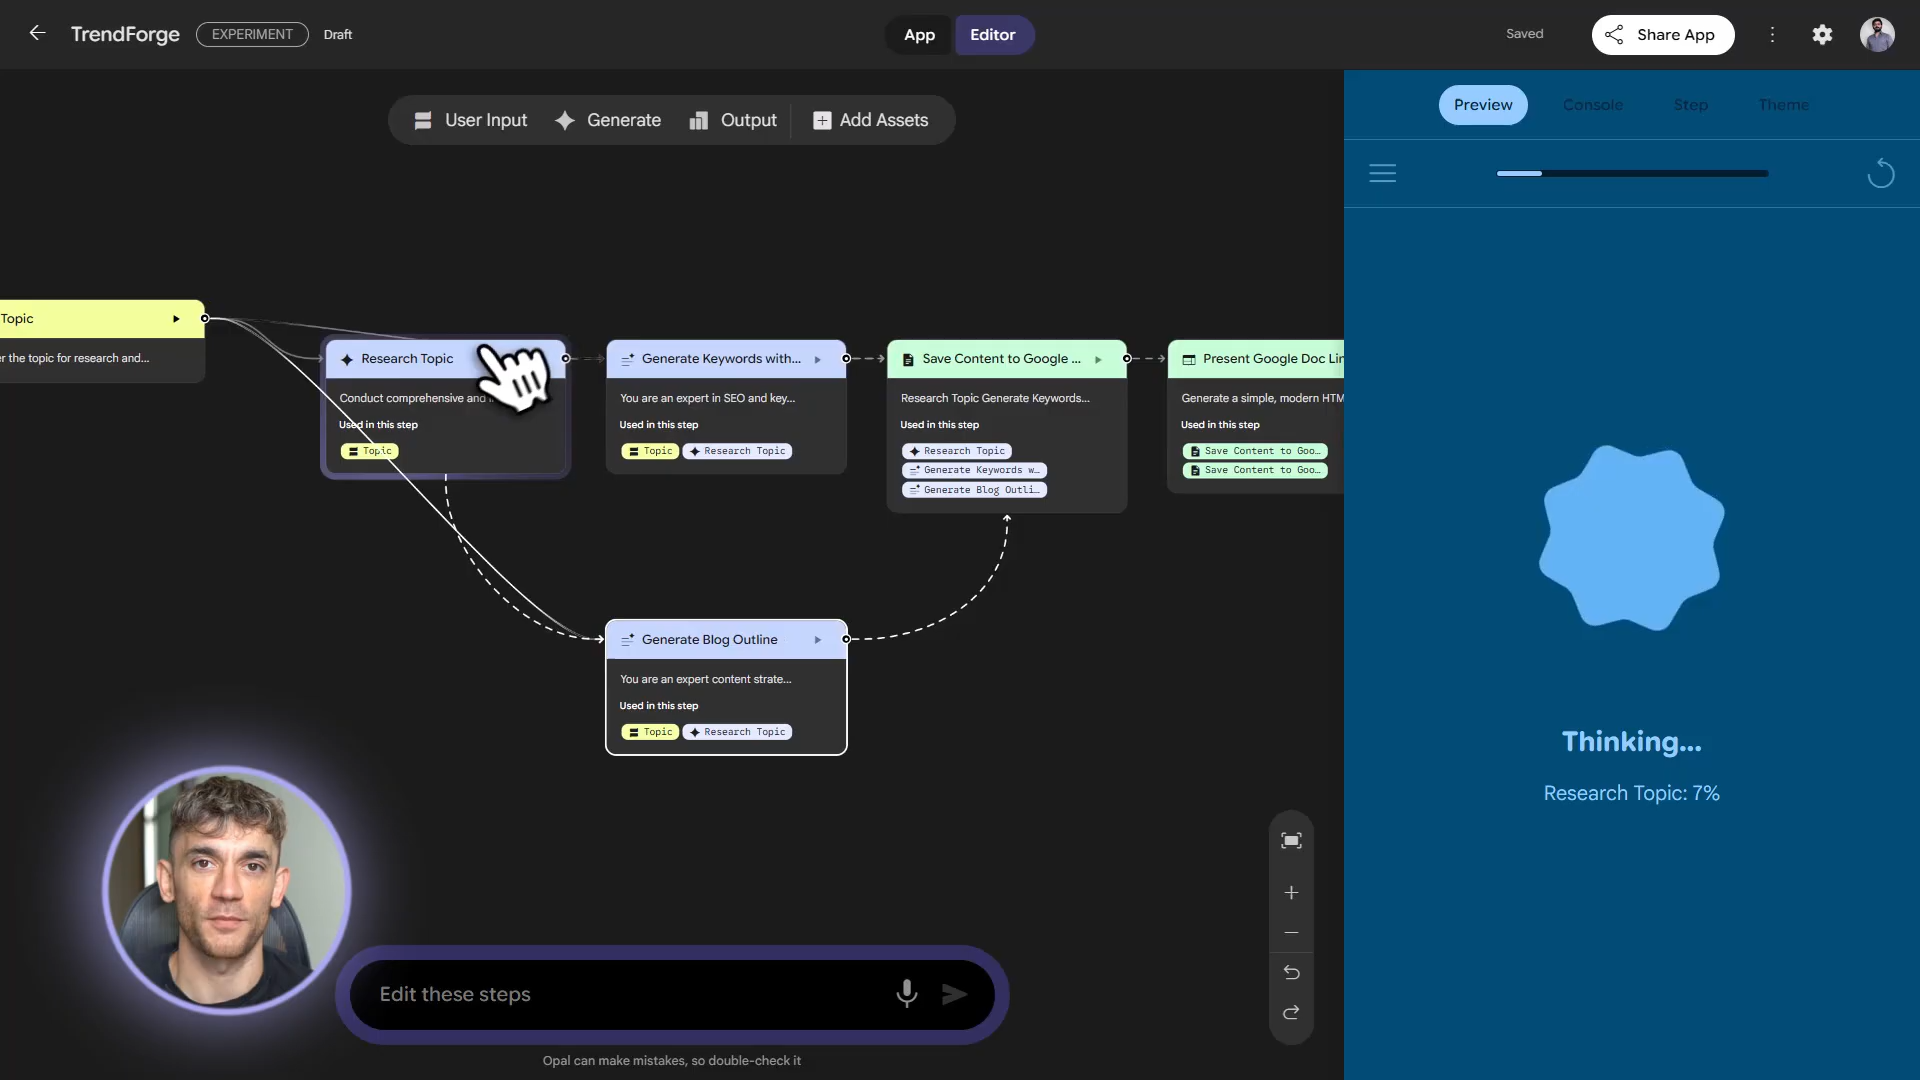 TrendForge EXPERIMENT Draft
App Editor
Saved
Share App
User Input Generate Output Add Assets
Preview Console Step Theme
Topic
er the topic for research and...
Research Topic
Conduct comprehensive and
Used in this step
Topic
Generate Keywords with...
You are an expert in SEO and key...
Used in this step
Topic Research Topic
Save Content to Google ...
Research Topic Generate Keywords...
Used in this step
Research Topic
Generate Keywords w...
Generate Blog Outli...
Present Google Doc Lin
Generate a simple, modern HTM
Used in this step
Save Content to Goo...
Save Content to Goo...
Generate Blog Outline
You are an expert content strate...
Used in this step
Topic Research Topic
Thinking...
Research Topic: 7%
Edit these steps
Opal can make mistakes, so double-check it